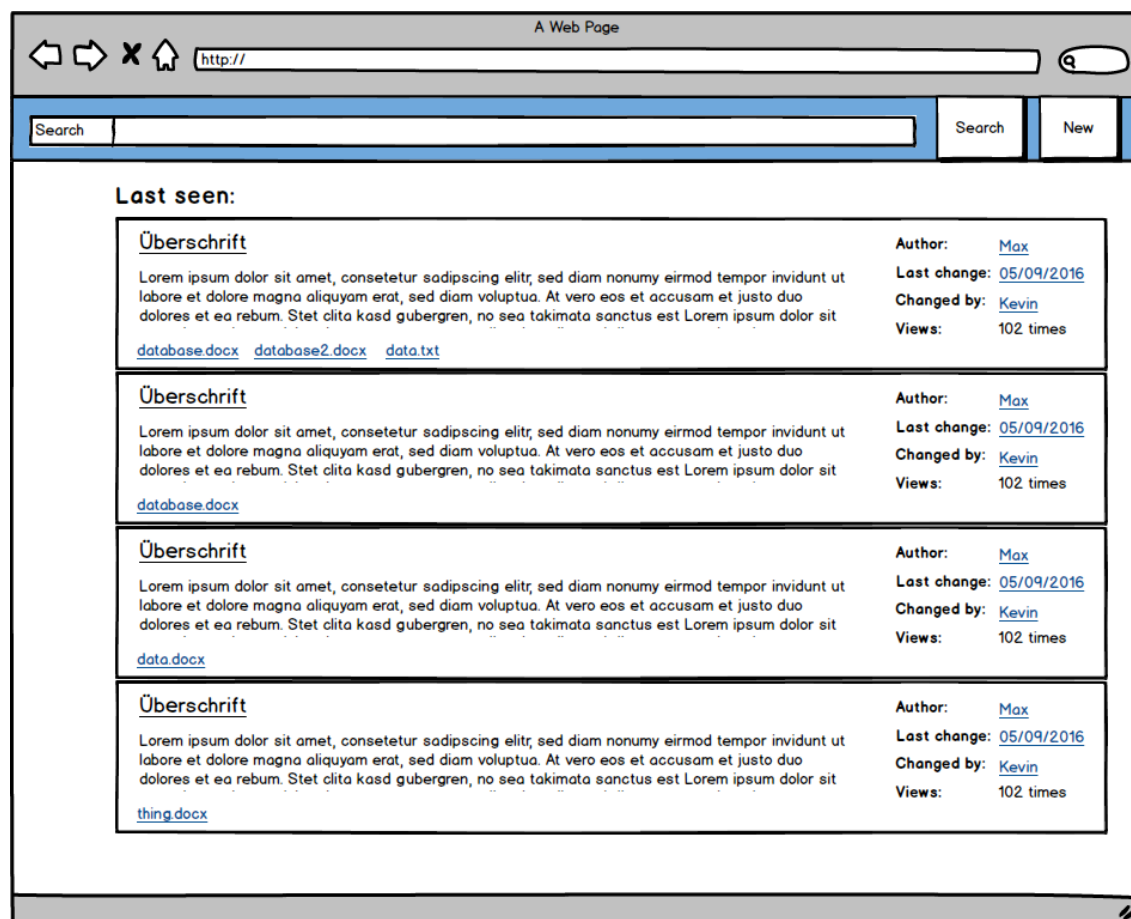 A Web Page
http://
Search
Search
New
Last seen:
Überschrift
Lorem ipsum dolor sit amet, consetetur sadipscing elitr, sed diam nonumy eirmod tempor invidunt ut
labore et dolore magna aliquyam erat, sed diam voluptua. At vero eos et accusam et justo duo
dolores et ea rebum. Stet clita kasd gubergren, no sea takimata sanctus est Lorem ipsum dolor sit
database.docx database2.docx data.txt
Author: Max
Last change: 05/09/2016
Changed by: Kevin
Views: 102 times
Überschrift
Lorem ipsum dolor sit amet, consetetur sadipscing elitr, sed diam nonumy eirmod tempor invidunt ut
labore et dolore magna aliquyam erat, sed diam voluptua. At vero eos et accusam et justo duo
dolores et ea rebum. Stet clita kasd gubergren, no sea takimata sanctus est Lorem ipsum dolor sit
database.docx
Author: Max
Last change: 05/09/2016
Changed by: Kevin
Views: 102 times
Überschrift
Lorem ipsum dolor sit amet, consetetur sadipscing elitr, sed diam nonumy eirmod tempor invidunt ut
labore et dolore magna aliquyam erat, sed diam voluptua. At vero eos et accusam et justo duo
dolores et ea rebum. Stet clita kasd gubergren, no sea takimata sanctus est Lorem ipsum dolor sit
data.docx
Author: Max
Last change: 05/09/2016
Changed by: Kevin
Views: 102 times
Überschrift
Lorem ipsum dolor sit amet, consetetur sadipscing elitr, sed diam nonumy eirmod tempor invidunt ut
labore et dolore magna aliquyam erat, sed diam voluptua. At vero eos et accusam et justo duo
dolores et ea rebum. Stet clita kasd gubergren, no sea takimata sanctus est Lorem ipsum dolor sit
thing.docx
Author: Max
Last change: 05/09/2016
Changed by: Kevin
Views: 102 times